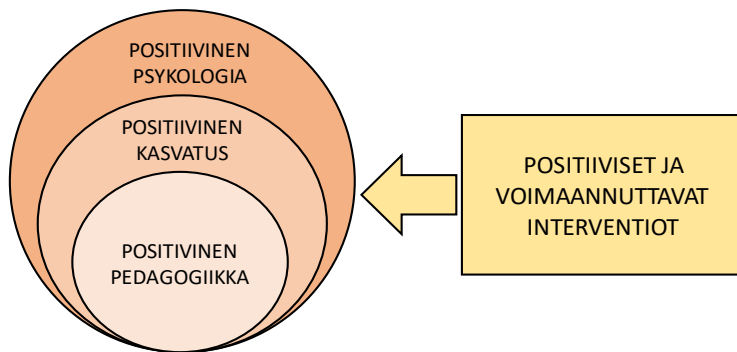 POSITIIVINEN
PSYKOLOGIA
POSITIIVINEN
KASVATUS
POSITIVINEN
PEDAGOGIIKKA
POSITIIVISET JA
VOIMAANNUTTAVAT
INTERVENTIOT